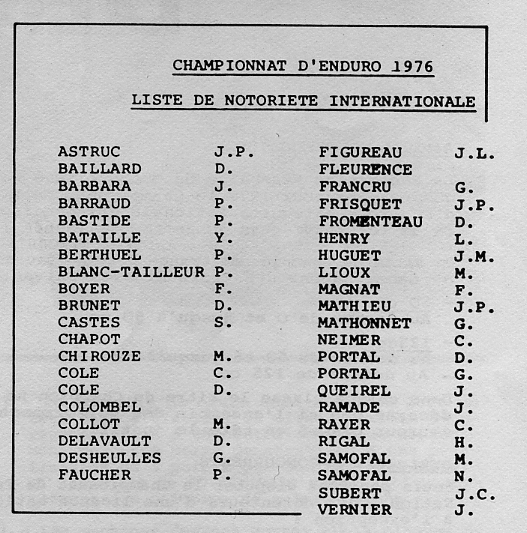 CHAMPIONNAT D'ENDURO 1976
LISTE DE NOTORIETE INTERNATIONALE
ASTRUC J.P.
BAILLARD D.
BARBARA J.
BARRAUD P.
BASTIDE P.
BATAILLE Y.
BERTHUEL P.
BLANC-TAILLEUR P.
BOYER F.
BRUNET D.
CASTES S.
CHAPOT
CHIROUZE M.
COLE C.
COLE D.
COLOMBEL
COLLOT M.
DELAVAULT D.
DESHEULLES G.
FAUCHER P.
FIGUREAU J.L.
FLEURENCE
FRANCRU G.
FRISQUET J.P.
FROMENTEAU D.
HENRY L.
HUGUET J.M.
LIOUX M.
MAGNAT F.
MATHIEU J.P.
MATHONNET G.
NEIMER C.
PORTAL D.
PORTAL G.
QUEIREL J.
RAMADE J.
RAYER C.
RIGAL H.
SAMOFAL M.
SAMOFAL N.
SUBERT J.C.
VERNIER J.